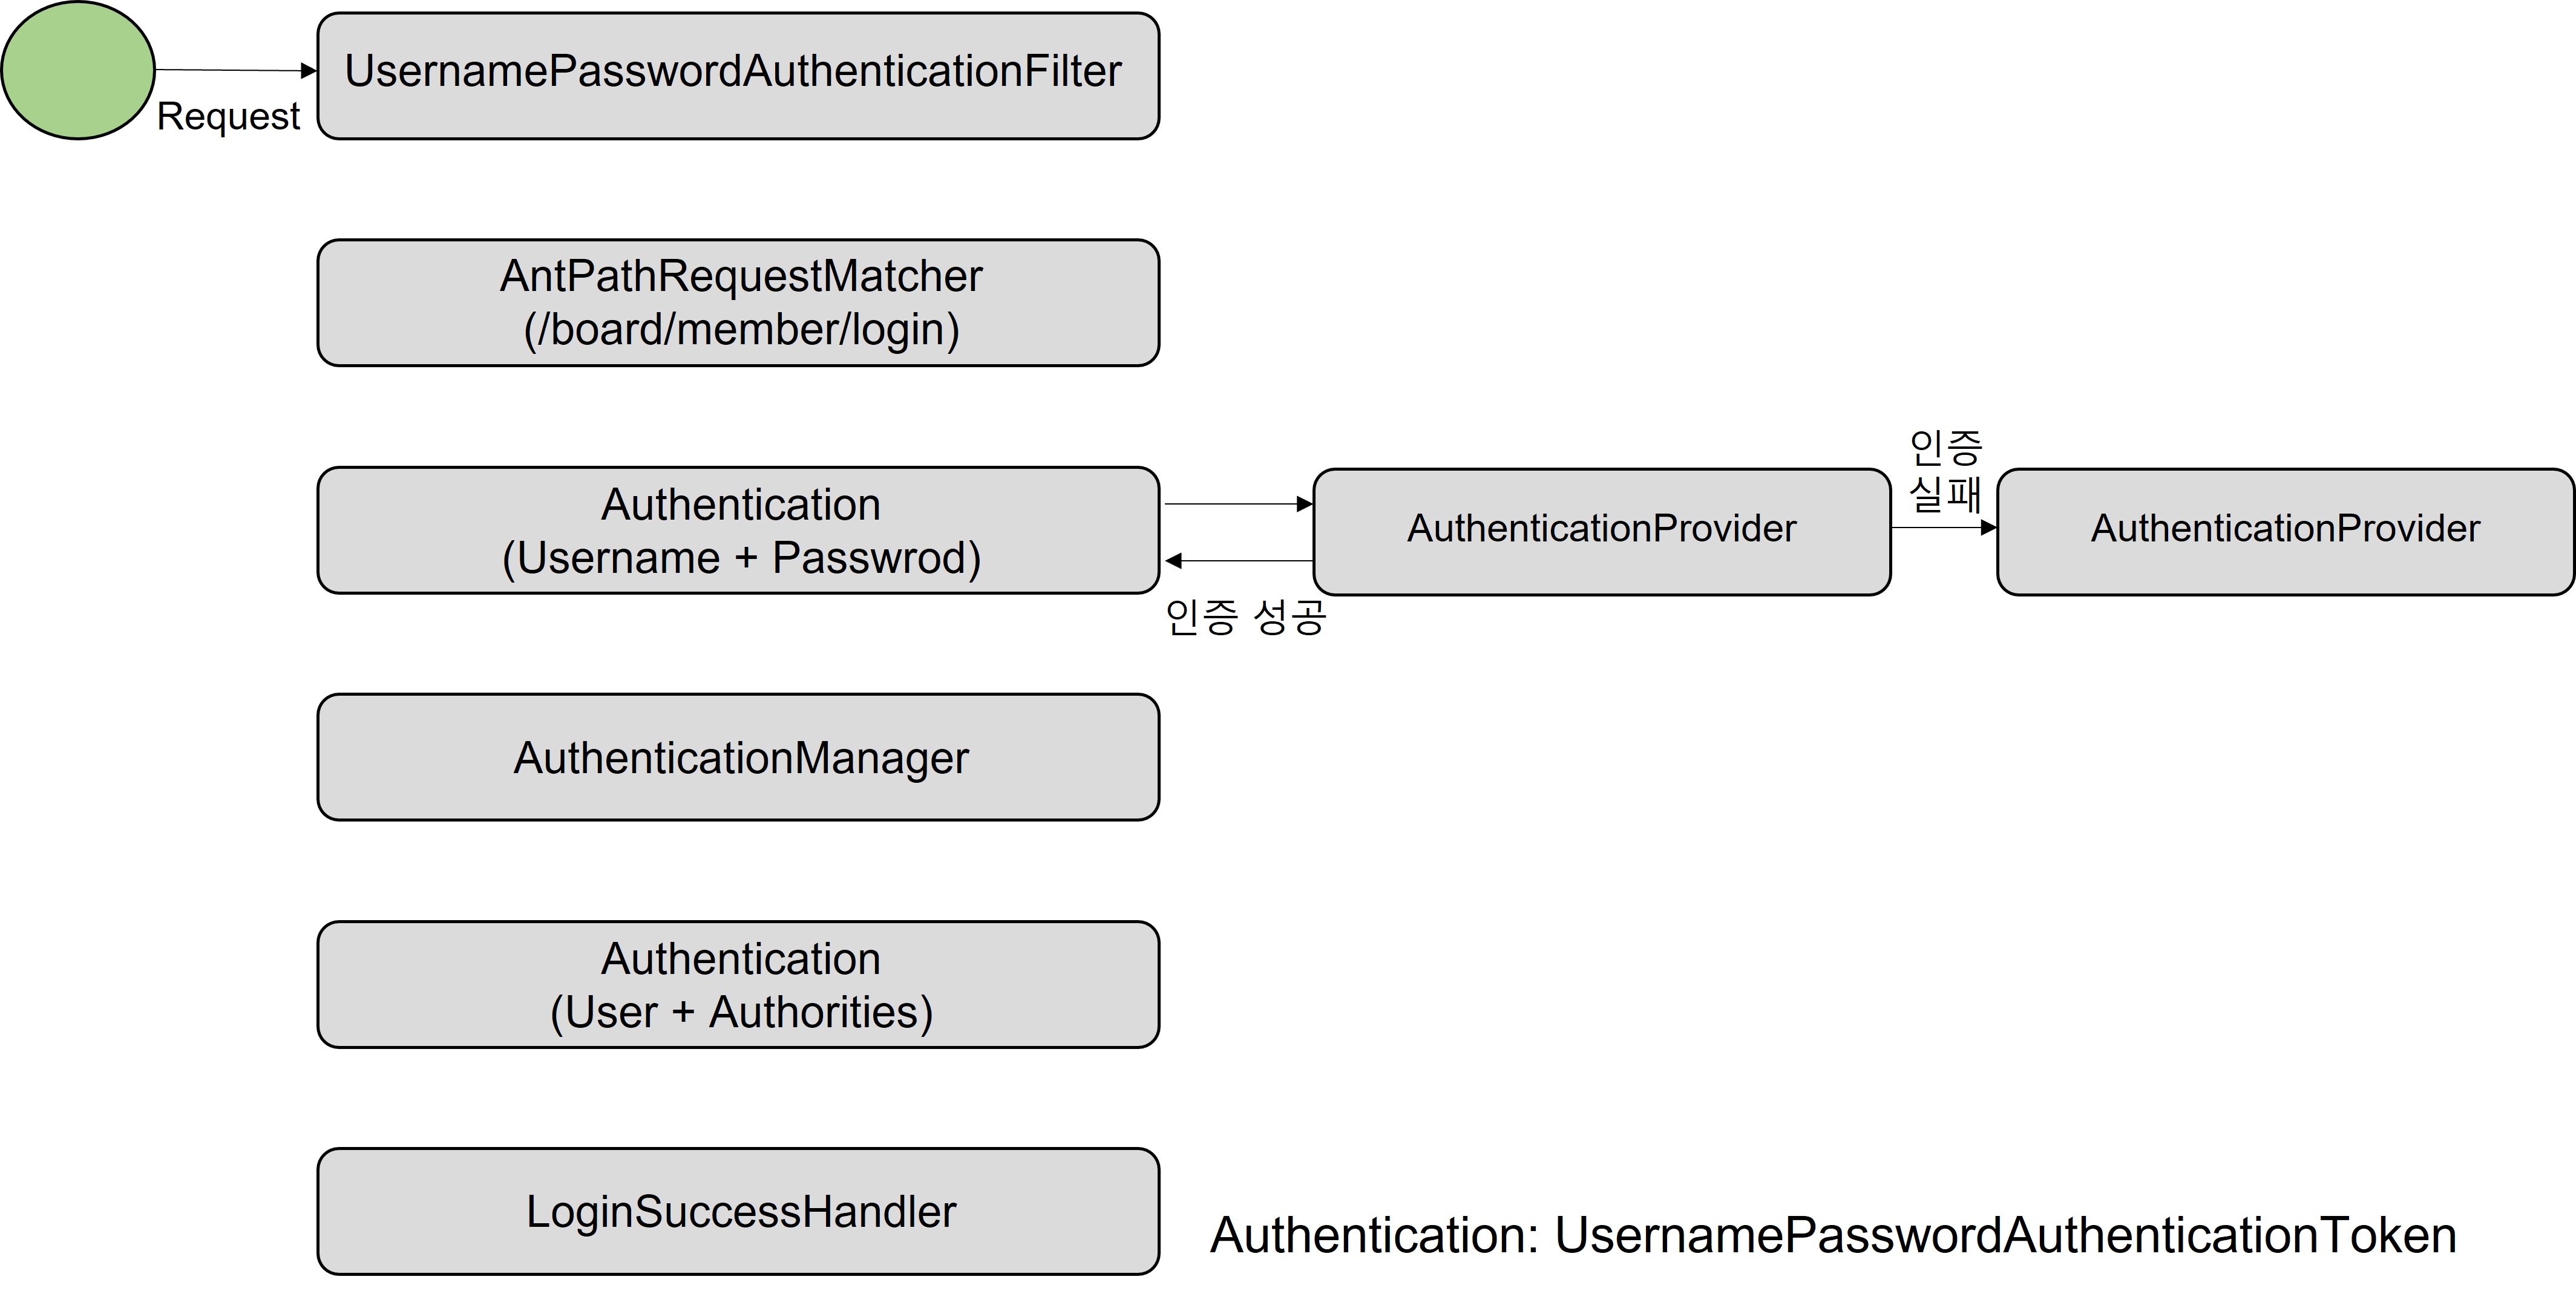 UsernamePasswordAuthenticationFilter
Request
AntPathRequestMatcher
(/board/member/login)
Authentication
(Username + Passwrod)
AuthenticationProvider
인증
실패
AuthenticationProvider
인증 성공
AuthenticationManager
Authentication
(User + Authorities)
LoginSuccessHandler
Authentication: UsernamePasswordAuthenticationToken